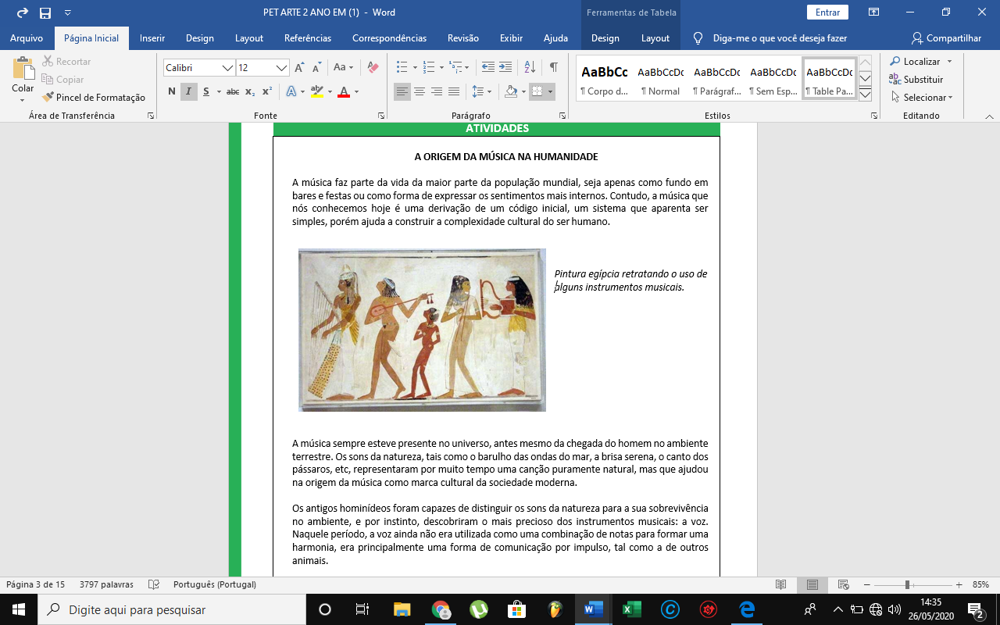 PET ARTE 2 ANO EM (1) - Word
Ferramentas de Tabela
Entrar
Arquivo Página Inicial Inserir Design Layout Referências Correspondências Revisão Exibir Ajuda Design Layout Diga-me o que você deseja fazer Compartilhar
Colar
Recortar
Copiar
Pincel de Formatação
Área de Transferência
Calibri 12
N I S abc x₂ x²
Fonte
Parágrafo
AaBbCc AaBbCcDc AaBbCcDc AaBbCcDc AaBbCcDc
¶ Corpo d... ¶ Normal ¶ Parágraf... ¶ Sem Esp... ¶ Table Pa...
Estilos
Localizar
Substituir
Selecionar
Editando
ATIVIDADES
A ORIGEM DA MÚSICA NA HUMANIDADE
A música faz parte da vida da maior parte da população mundial, seja apenas como fundo em
bares e festas ou como forma de expressar os sentimentos mais internos. Contudo, a música que
nós conhecemos hoje é uma derivação de um código inicial, um sistema que aparenta ser
simples, porém ajuda a construir a complexidade cultural do ser humano.
Pintura egípcia retratando o uso de
alguns instrumentos musicais.
A música sempre esteve presente no universo, antes mesmo da chegada do homem no ambiente
terrestre. Os sons da natureza, tais como o barulho das ondas do mar, a brisa serena, o canto dos
pássaros, etc, representaram por muito tempo uma canção puramente natural, mas que ajudou
na origem da música como marca cultural da sociedade moderna.
Os antigos hominídeos foram capazes de distinguir os sons da natureza para a sua sobrevivência
no ambiente, e por instinto, descobriram o mais precioso dos instrumentos musicais: a voz.
Naquele período, a voz ainda não era utilizada como uma combinação de notas para formar uma
harmonia, era principalmente uma forma de comunicação por impulso, tal como a de outros
animais.
Página 3 de 15 3797 palavras Português (Portugal) 85%
Digite aqui para pesquisar
14:35
26/05/2020
2